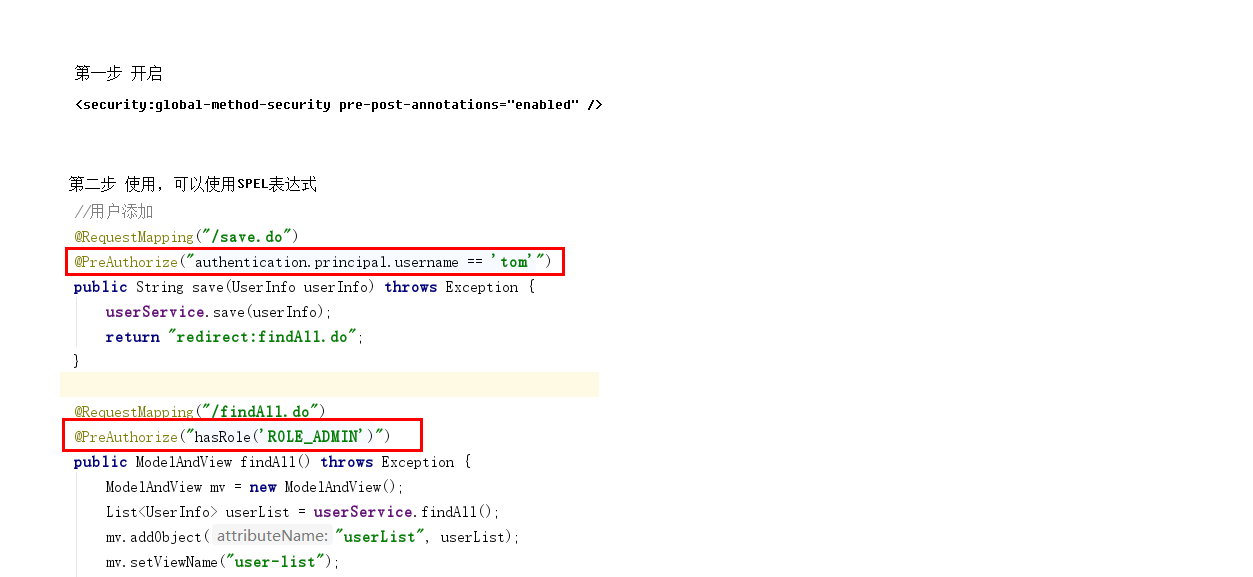 第一步 开启
<security:global-method-security pre-post-annotations="enabled" />
第二步 使用，可以使用SPEL表达式
//用户添加
@RequestMapping("/save.do")
@PreAuthorize("authentication.principal.username == 'tom'")
public String save(UserInfo userInfo) throws Exception {
userService.save(userInfo);
return "redirect:findAll.do";
}
@RequestMapping("/findAll.do")
@PreAuthorize("hasRole('ROLE_ADMIN')")
public ModelAndView findAll() throws Exception {
ModelAndView mv = new ModelAndView();
List<UserInfo> userList = userService.findAll();
mv.addObject( attributeName: "userList", userList);
mv.setViewName("user-list");